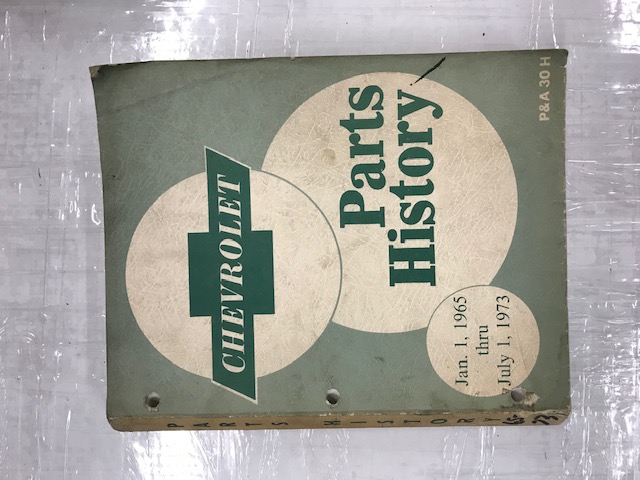 P&A 30 H
CHEVROLET
Parts
History
Jan. 1, 1965
thru
July 1, 1973
PARTS HISTORY